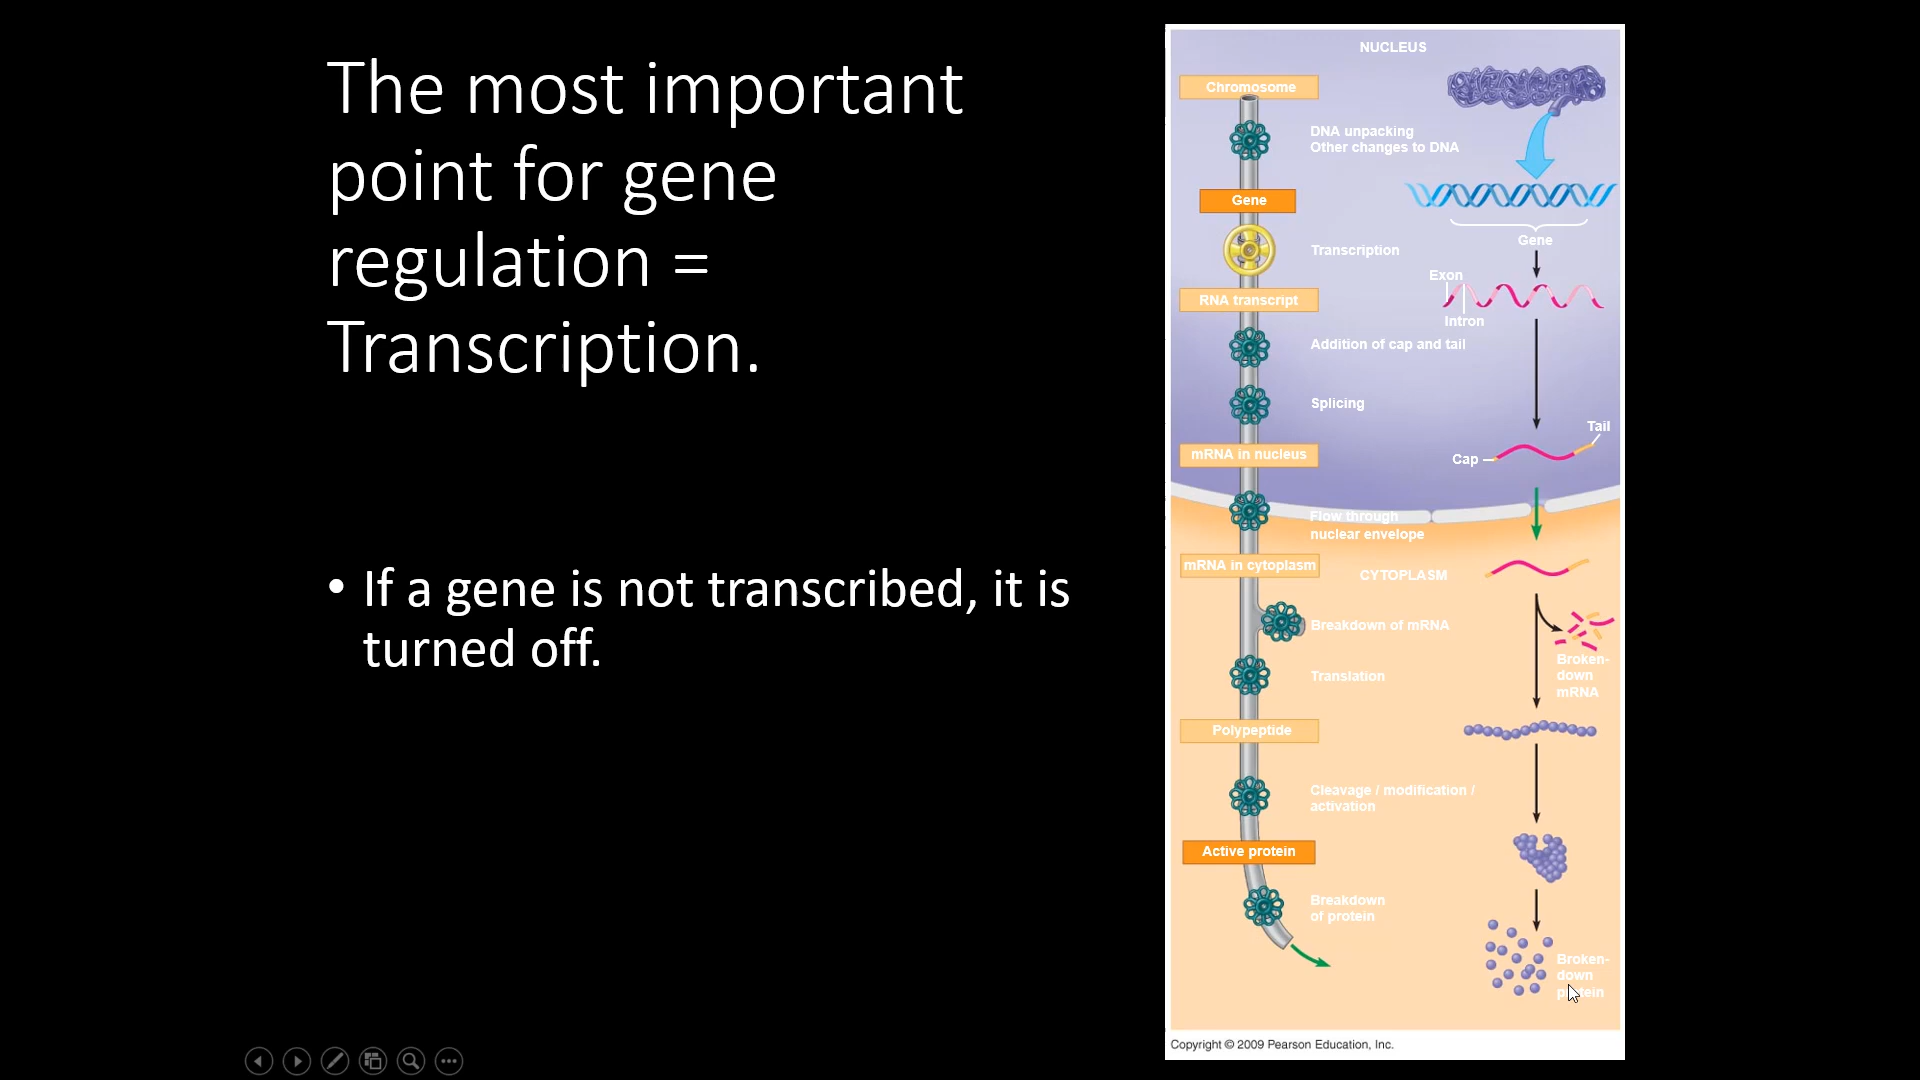 The most important
point for gene
regulation =
Transcription.
• If a gene is not transcribed, it is
turned off.
NUCLEUS
Chromosome
DNA unpacking
Other changes to DNA
Gene
Gene
Transcription
Exon
RNA transcript
Intron
Addition of cap and tail
Splicing
Tail
mRNA in nucleus
Cap
Flow through
nuclear envelope
mRNA in cytoplasm
CYTOPLASM
Breakdown of mRNA
Broken-
down
mRNA
Translation
Polypeptide
Cleavage / modification /
activation
Active protein
Breakdown
of protein
Broken-
down
protein
Copyright © 2009 Pearson Education, Inc.